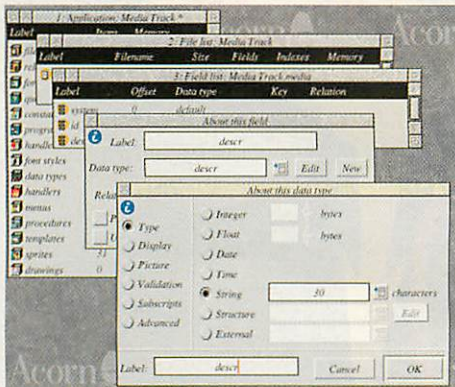 1: Application: Media Track *
Label Items Memory
2: File list: Media Track
Label Filename Size Fields Indexes Memory
3: Field list: Media Track.media
Label Offset Data type Key Relation
system 0 default
id
About this field
Label: descr
Data type: descr Edit New
handlers
font styles
data types
handlers
menus
procedures
templates
sprites 31
drawings 0
About this data type
Type
Display
Picture
Validation
Subscripts
Advanced
Integer bytes
Float bytes
Date
Time
String 30 characters
Structure Edit
External
Label: descr Cancel OK
Acorn
Acorn